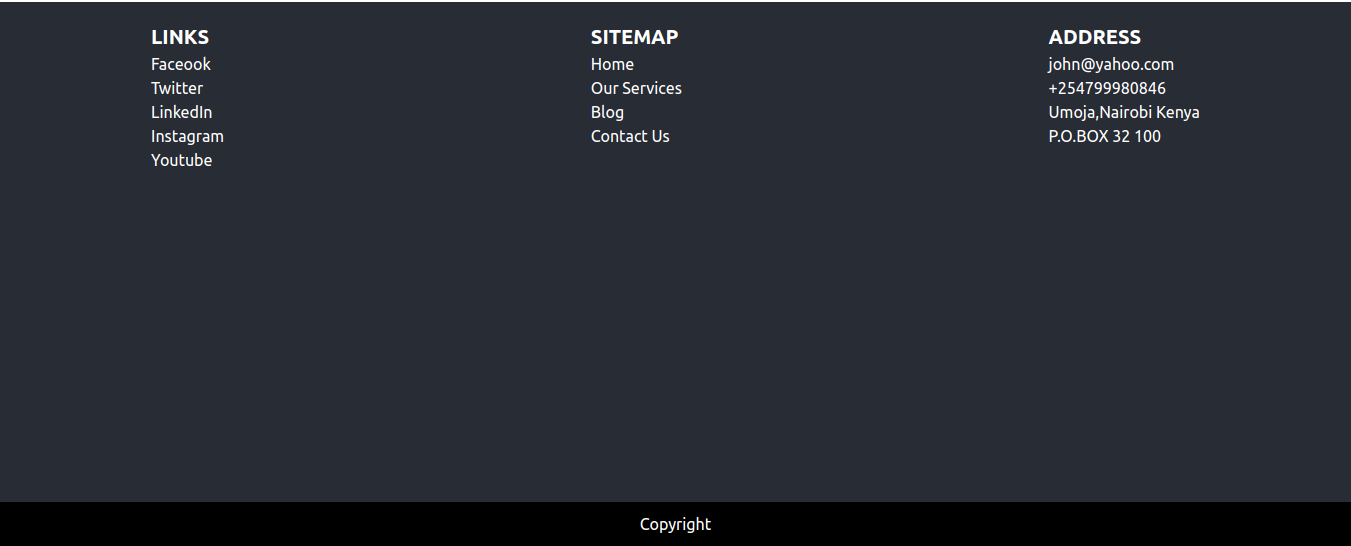 LINKS
Faceook
Twitter
LinkedIn
Instagram
Youtube
SITEMAP
Home
Our Services
Blog
Contact Us
ADDRESS
john@yahoo.com
+254799980846
Umoja,Nairobi Kenya
P.O.BOX 32 100
Copyright